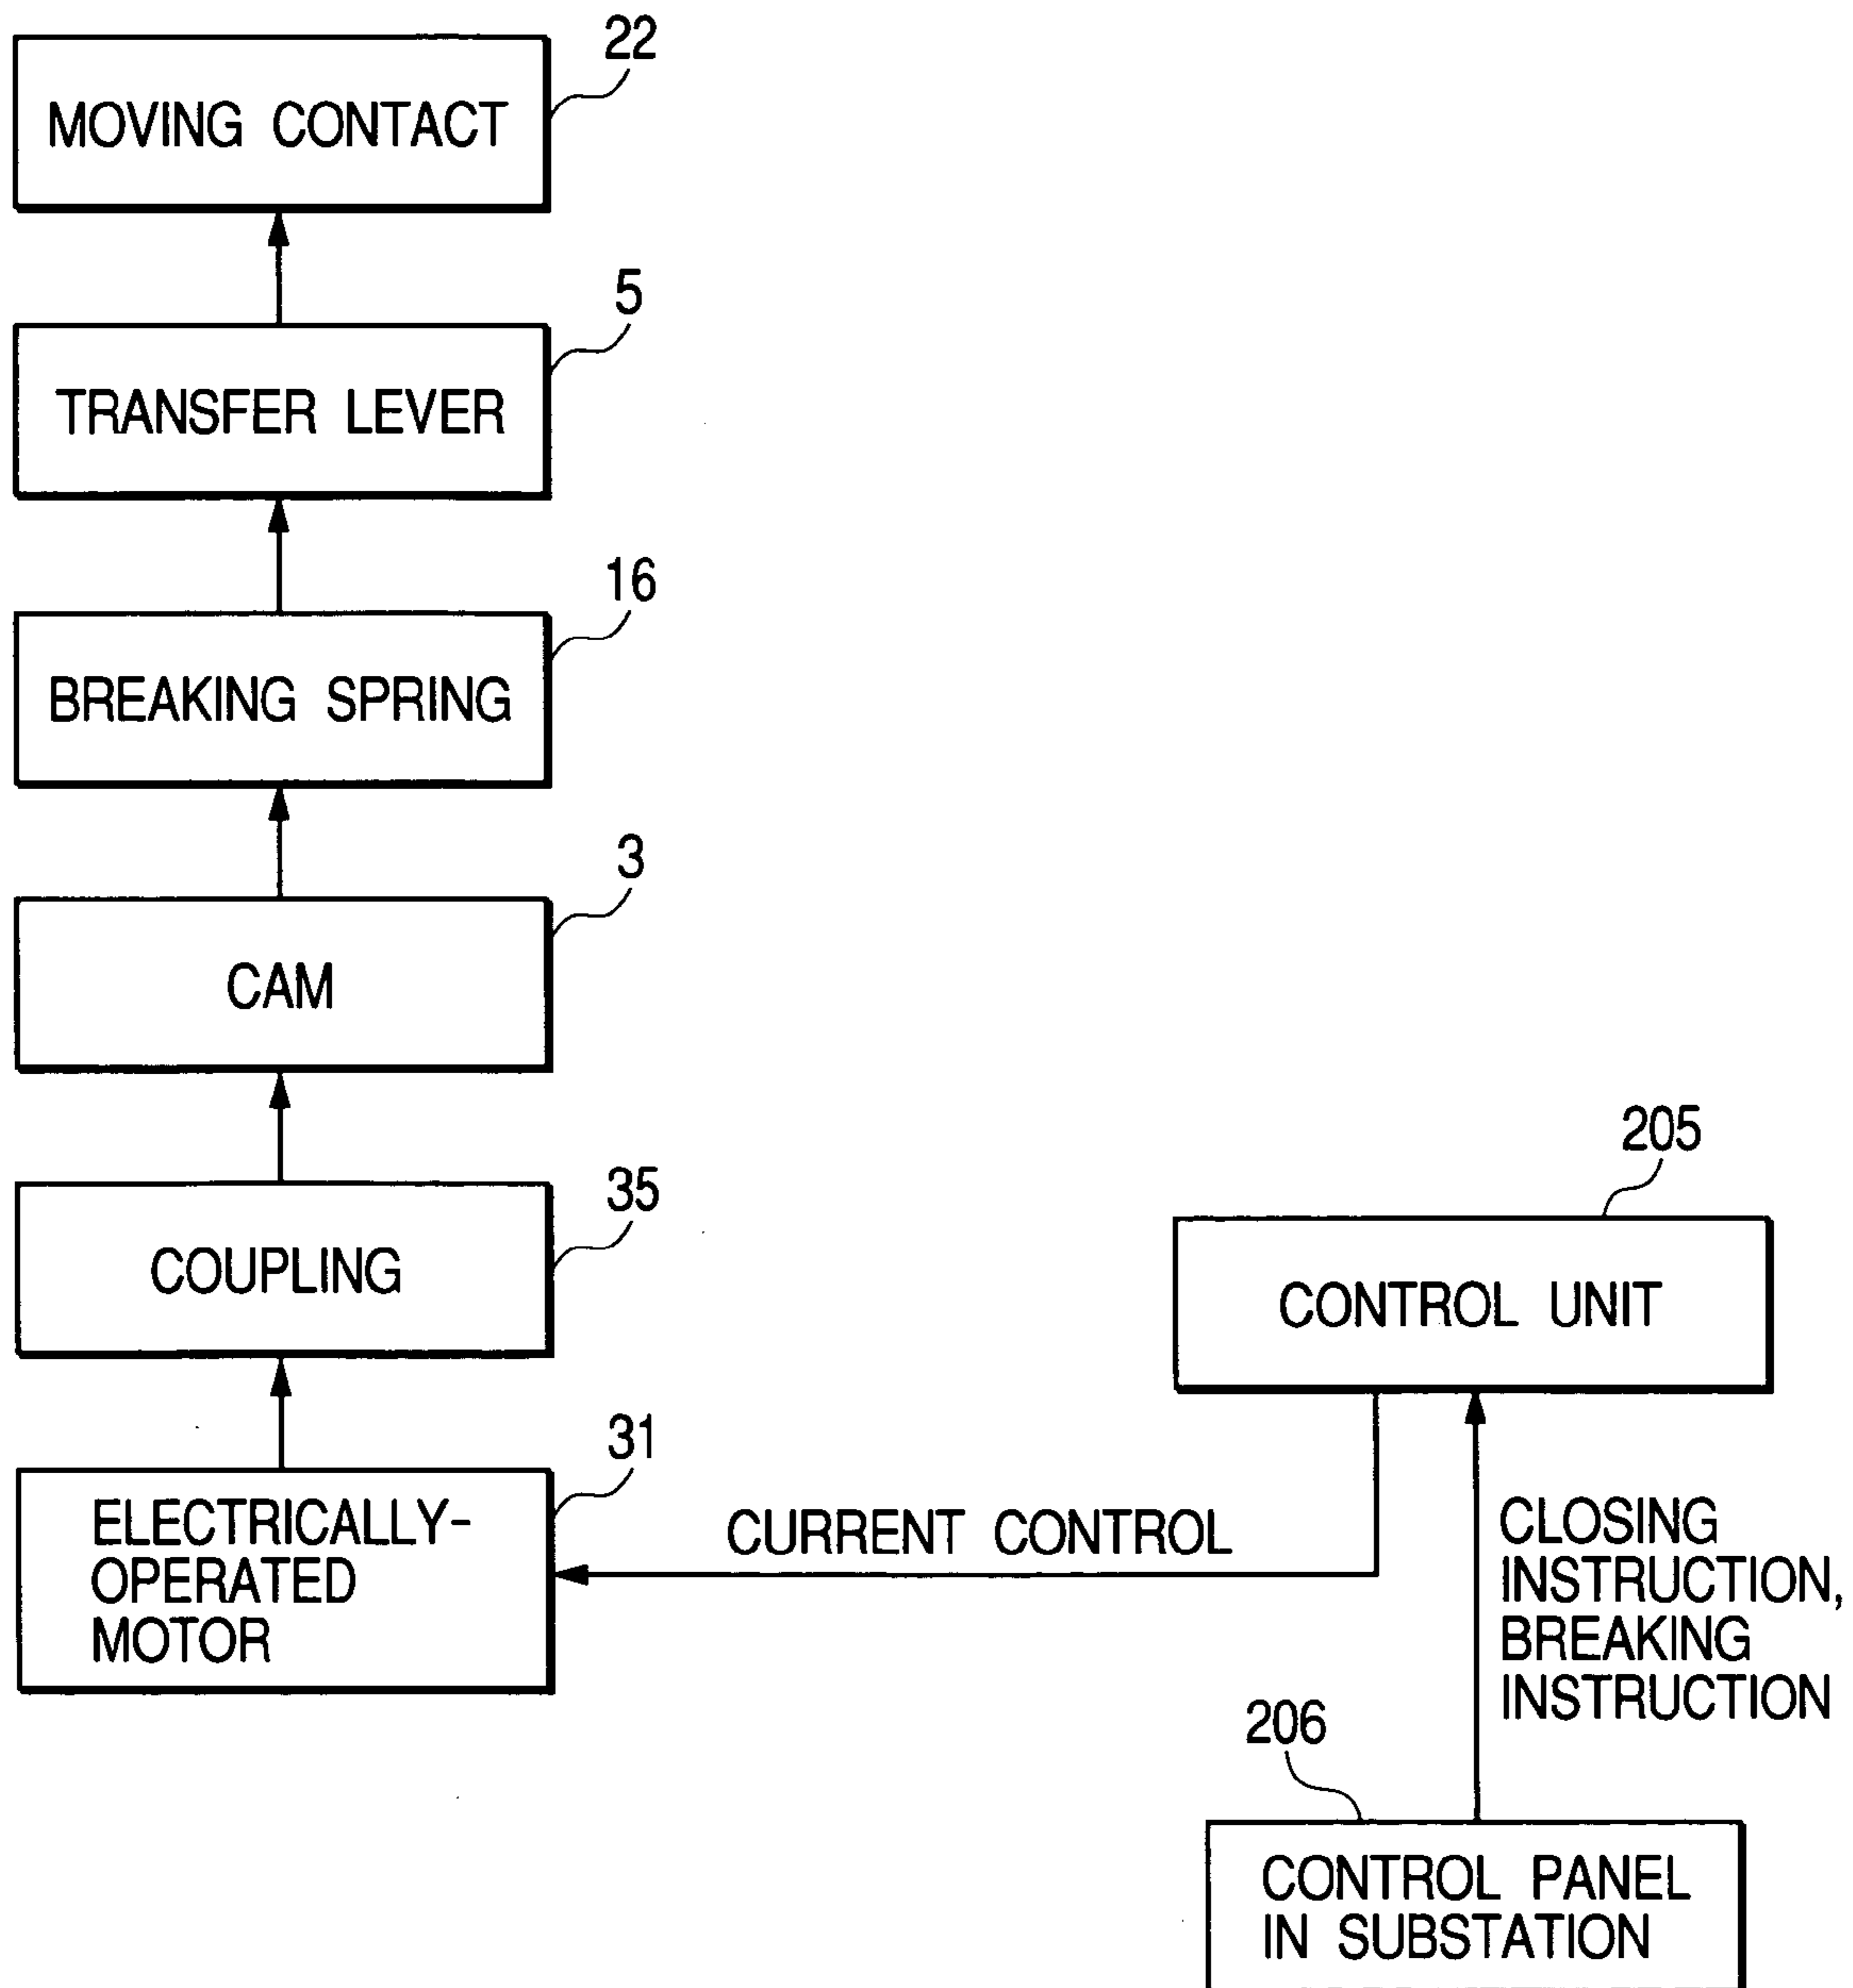 22
MOVING CONTACT
5
TRANSFER LEVER
16
BREAKING SPRING
3
CAM
35
COUPLING
31
ELECTRICALLY-
OPERATED
MOTOR
CURRENT CONTROL
205
CONTROL UNIT
CLOSING
INSTRUCTION,
BREAKING
INSTRUCTION
206
CONTROL PANEL
IN SUBSTATION